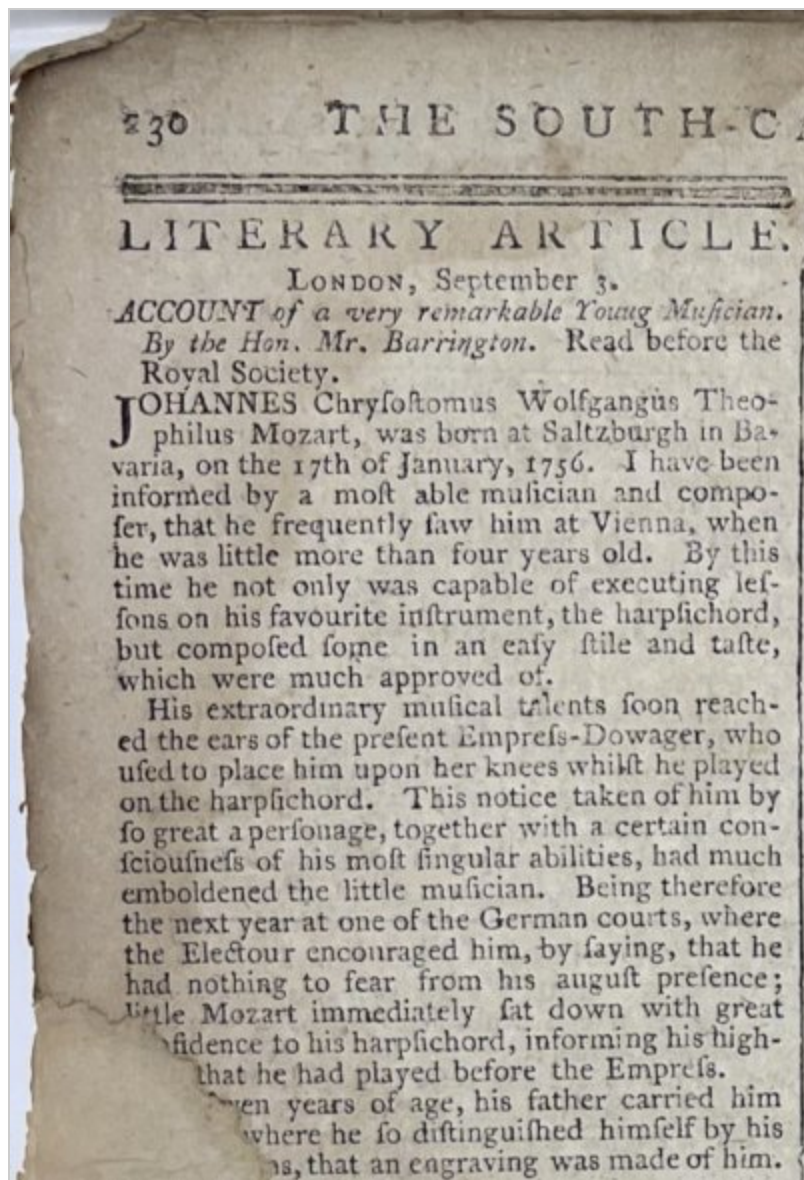 230 THE SOUTH-C
LITERARY ARTICLE.
LONDON, September 3.
ACCOUNT of a very remarkable Young Muſician.
By the Hon. Mr. Barrington. Read before the
Royal Society.
JOHANNES Chryſoſtomus Wolfgangus Theo-
philus Mozart, was born at Saltzburgh in Ba-
varia, on the 17th of January, 1756. I have been
informed by a moſt able muſician and compo-
ſer, that he frequently ſaw him at Vienna, when
he was little more than four years old. By this
time he not only was capable of executing leſ-
ſons on his favourite inſtrument, the harpſichord,
but compoſed ſome in an eaſy ſtile and taſte,
which were much approved of.
His extraordinary muſical talents ſoon reach-
ed the ears of the preſent Empreſs-Dowager, who
uſed to place him upon her knees whilſt he played
on the harpſichord. This notice taken of him by
ſo great a perſonage, together with a certain con-
ſciouſneſs of his moſt ſingular abilities, had much
emboldened the little muſician. Being therefore
the next year at one of the German courts, where
the Electour encouraged him, by ſaying, that he
had nothing to fear from his auguſt preſence;
little Mozart immediately ſat down with great
fidence to his harpſichord, informing his high-
that he had played before the Empreſs.
years of age, his father carried him
where he ſo diſtinguiſhed himſelf by his
that an engraving was made of him.